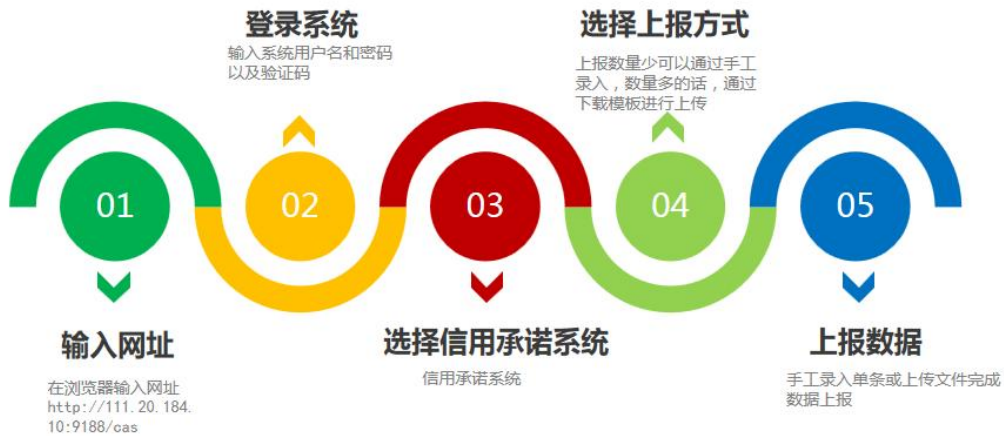 登录系统
输入系统用户名和密码
以及验证码
选择上报方式
上报数量少可以通过手工
录入，数量多的话，通过
下载模板进行上传
01
02
03
04
05
输入网址
在浏览器输入网址
http://111.20.184.
10:9188/cas
选择信用承诺系统
信用承诺系统
上报数据
手工录入单条或上传文件完成
数据上报